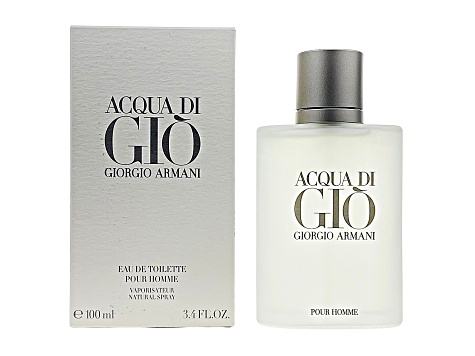 ACQUA DI
GIÒ
GIORGIO ARMANI
EAU DE TOILETTE
POUR HOMME
VAPORISATEUR
NATURAL SPRAY
℮ 100 ml 3.4 FL.OZ.
ACQUA DI
GIÒ
GIORGIO ARMANI
POUR HOMME